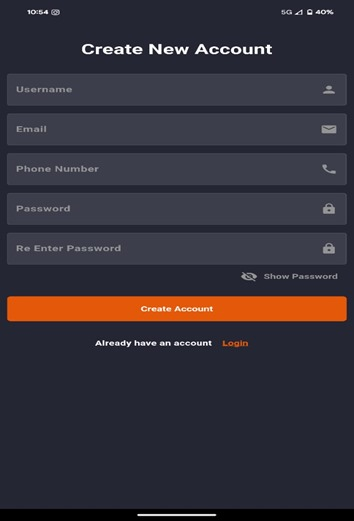 10:54 5G 40%
Create New Account
Username
Email
Phone Number
Password
Re Enter Password
Show Password
Create Account
Already have an account Login